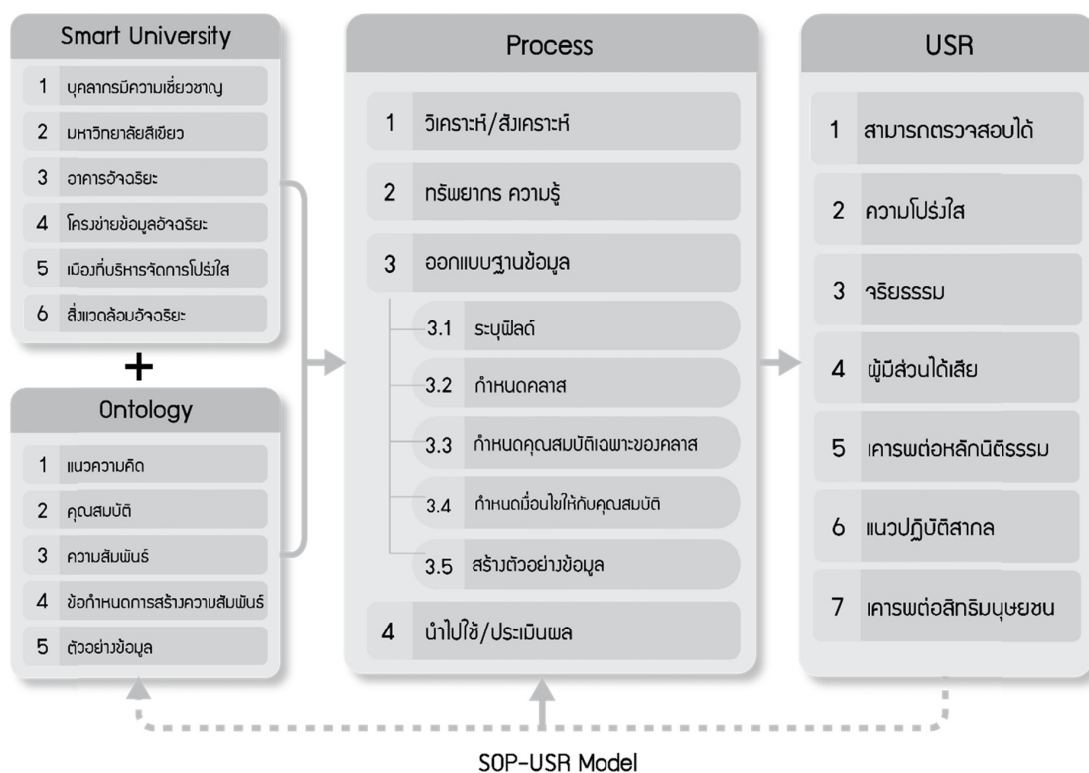 Smart University
1 บุคลากรมีความเชี่ยวชาญ
2 มหาวิทยาลัยสีเขียว
3 อาคารอัจฉริยะ
4 โครงข่ายข้อมูลอัจฉริยะ
5 เมืองที่บริหารจัดการโปร่งใส
6 สิ่งแวดล้อมอัจฉริยะ
+
Ontology
1 แนวความคิด
2 คุณสมบัติ
3 ความสัมพันธ์
4 ข้อกำหนดการสร้างความสัมพันธ์
5 ตัวอย่างข้อมูล
Process
1 วิเคราะห์/สังเคราะห์
2 ทรัพยากร ความรู้
3 ออกแบบฐานข้อมูล
3.1 ระบุฟิลด์
3.2 กำหนดคลาส
3.3 กำหนดคุณสมบัติเฉพาะของคลาส
3.4 กำหนดมื่อนไขให้กับคุณสมบัติ
3.5 สร้างตัวอย่างข้อมูล
4 นำไปใช้/ประเมินผล
USR
1 สามารถตรวจสอบได้
2 ความโปร่งใส
3 จริยธรรม
4 ผู้มีส่วนได้เสีย
5 เคารพต่อหลักนิติธรรม
6 แนวปฏิบัติสากล
7 เคารพต่อสิทธิมนุษยชน
SOP-USR Model